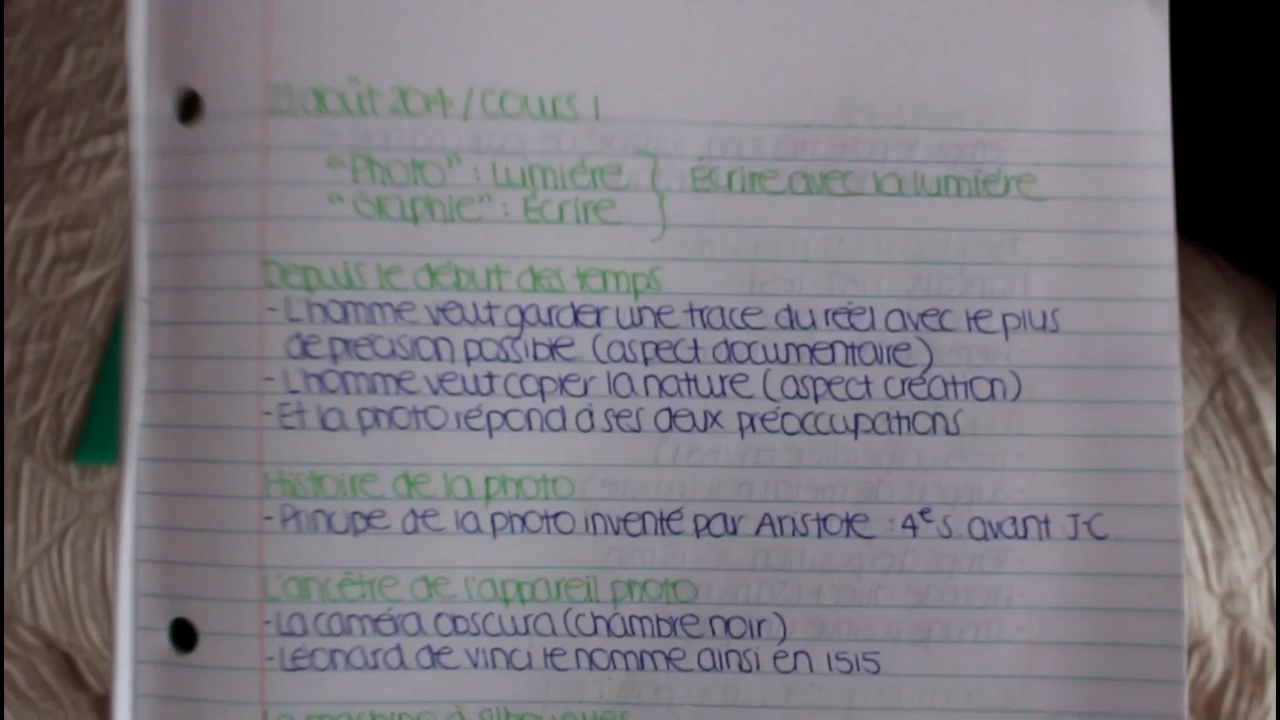 août 2014 / Cours 1
"Photo" : Lumière } Écrire avec la lumière
"Graphie" : Écrire
Depuis le début des temps
- L'homme veut garder une trace du réel avec le plus
de précision possible (aspect documentaire)
- L'homme veut copier la nature (aspect création)
- Et la photo répond à ses deux préoccupations
Histoire de la photo
- Principe de la photo inventé par Aristote : 4e s. avant J-C
L'ancêtre de l'appareil photo
- La caméra obscura (chambre noir)
- Léonard de vinci le nomme ainsi en 1515
La machine à